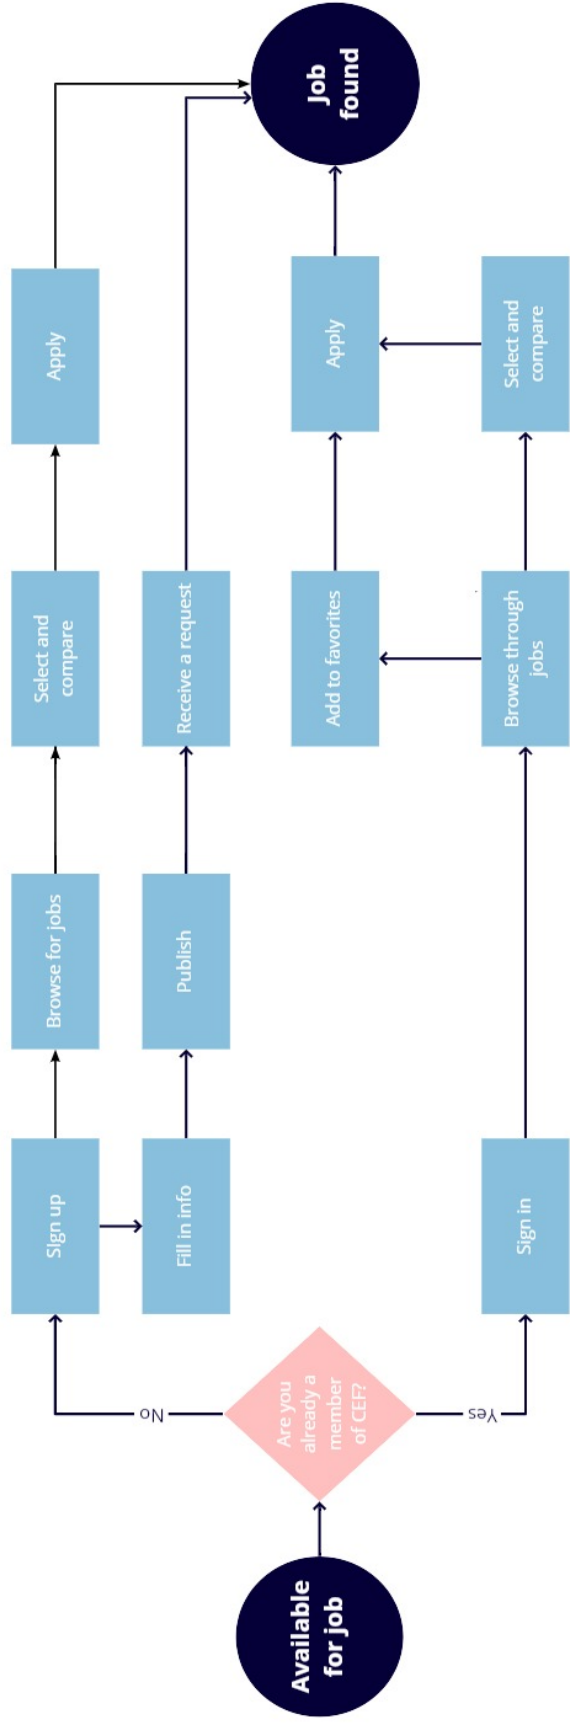 Available
for job
Are you
already a
member
of CEF?
No
Yes
SIgn up
Browse for jobs
Select and
compare
Apply
Fill in info
Publish
Receive a request
Job
found
Add to favorites
Apply
Sign in
Browse through
jobs
Select and
compare